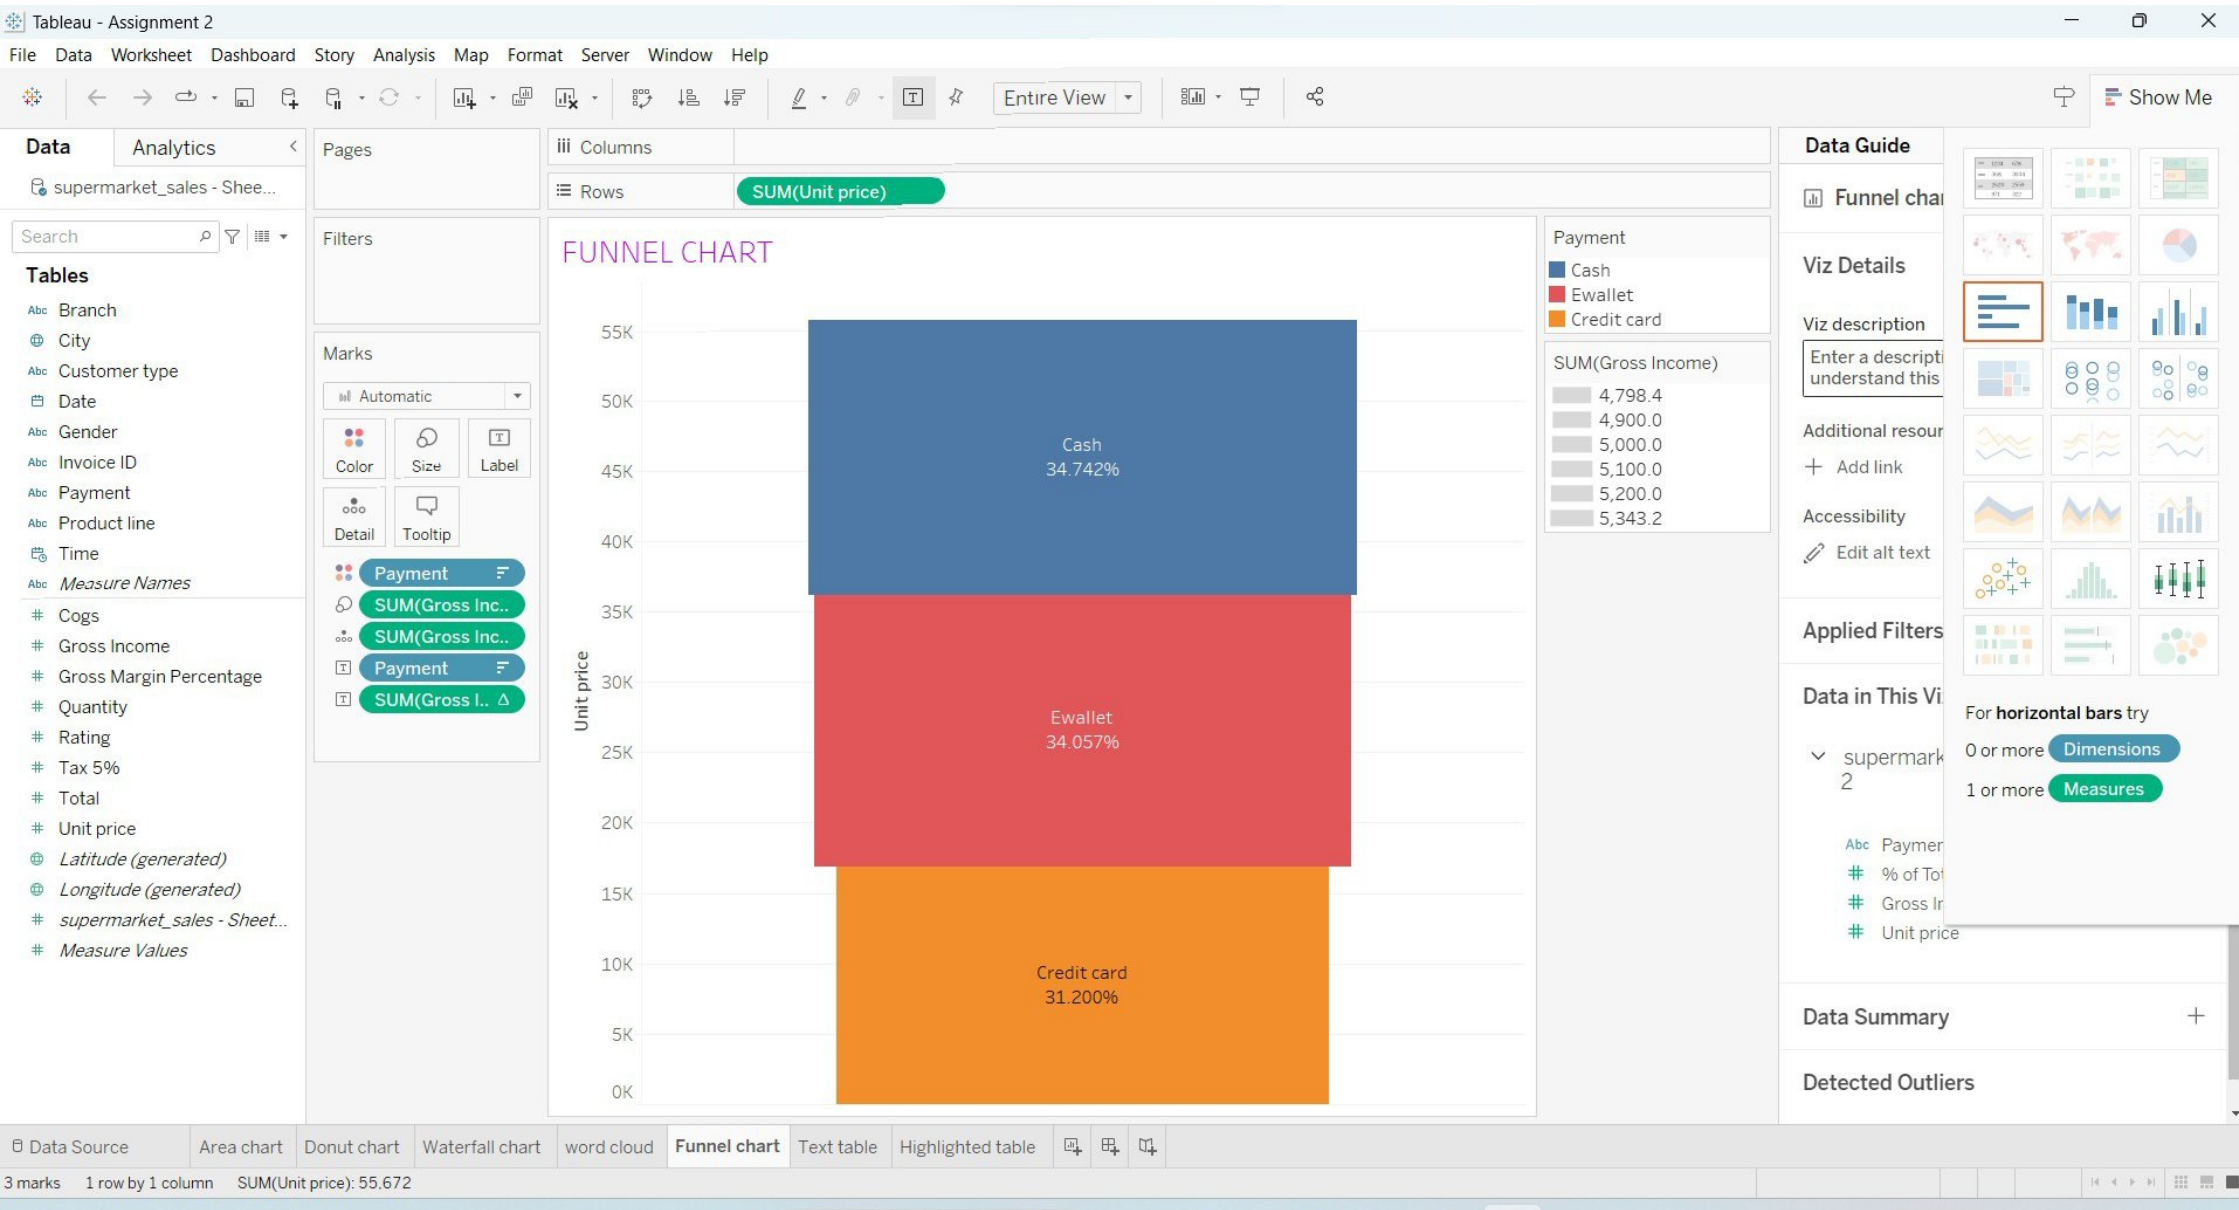 Tableau - Assignment 2
File Data Worksheet Dashboard Story Analysis Map Format Server Window Help
Entire View
Show Me
Data Analytics
supermarket_sales - Shee...
Search
Tables
Abc Branch
City
Abc Customer type
Date
Abc Gender
Abc Invoice ID
Abc Payment
Abc Product line
Time
Abc Measure Names
# Cogs
# Gross Income
# Gross Margin Percentage
# Quantity
# Rating
# Tax 5%
# Total
# Unit price
Latitude (generated)
Longitude (generated)
# supermarket_sales - Sheet...
# Measure Values
Pages
Filters
Marks
Automatic
Color Size Label
Detail Tooltip
Payment
SUM(Gross Inc..
SUM(Gross Inc..
Payment
SUM(Gross I.. Δ
iii Columns
Rows SUM(Unit price)
FUNNEL CHART
Unit price
55K
50K
45K
40K
35K
30K
25K
20K
15K
10K
5K
0K
Cash
34.742%
Ewallet
34.057%
Credit card
31.200%
Payment
Cash
Ewallet
Credit card
SUM(Gross Income)
4,798.4
4,900.0
5,000.0
5,100.0
5,200.0
5,343.2
Data Guide
Funnel char
Viz Details
Viz description
Enter a descripti
understand this
Additional resour
+ Add link
Accessibility
Edit alt text
Applied Filters
Data in This Vi
supermark
2
Abc Paymer
# % of Tot
# Gross Ir
# Unit price
Data Summary +
Detected Outliers
For horizontal bars try
0 or more Dimensions
1 or more Measures
Data Source Area chart Donut chart Waterfall chart word cloud Funnel chart Text table Highlighted table
3 marks 1 row by 1 column SUM(Unit price): 55,672